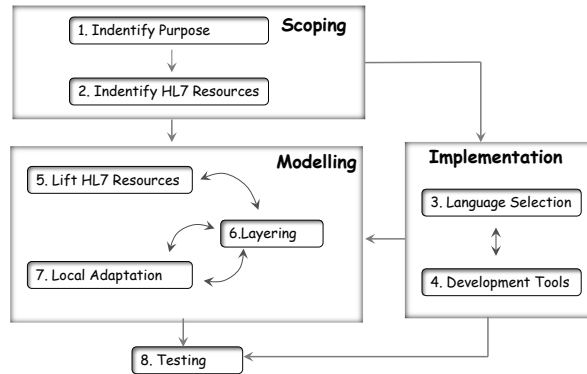 Scoping
1. Indentify Purpose
2. Indentify HL7 Resources
Modelling
5. Lift HL7 Resources
6.Layering
7. Local Adaptation
Implementation
3. Language Selection
4. Development Tools
8. Testing